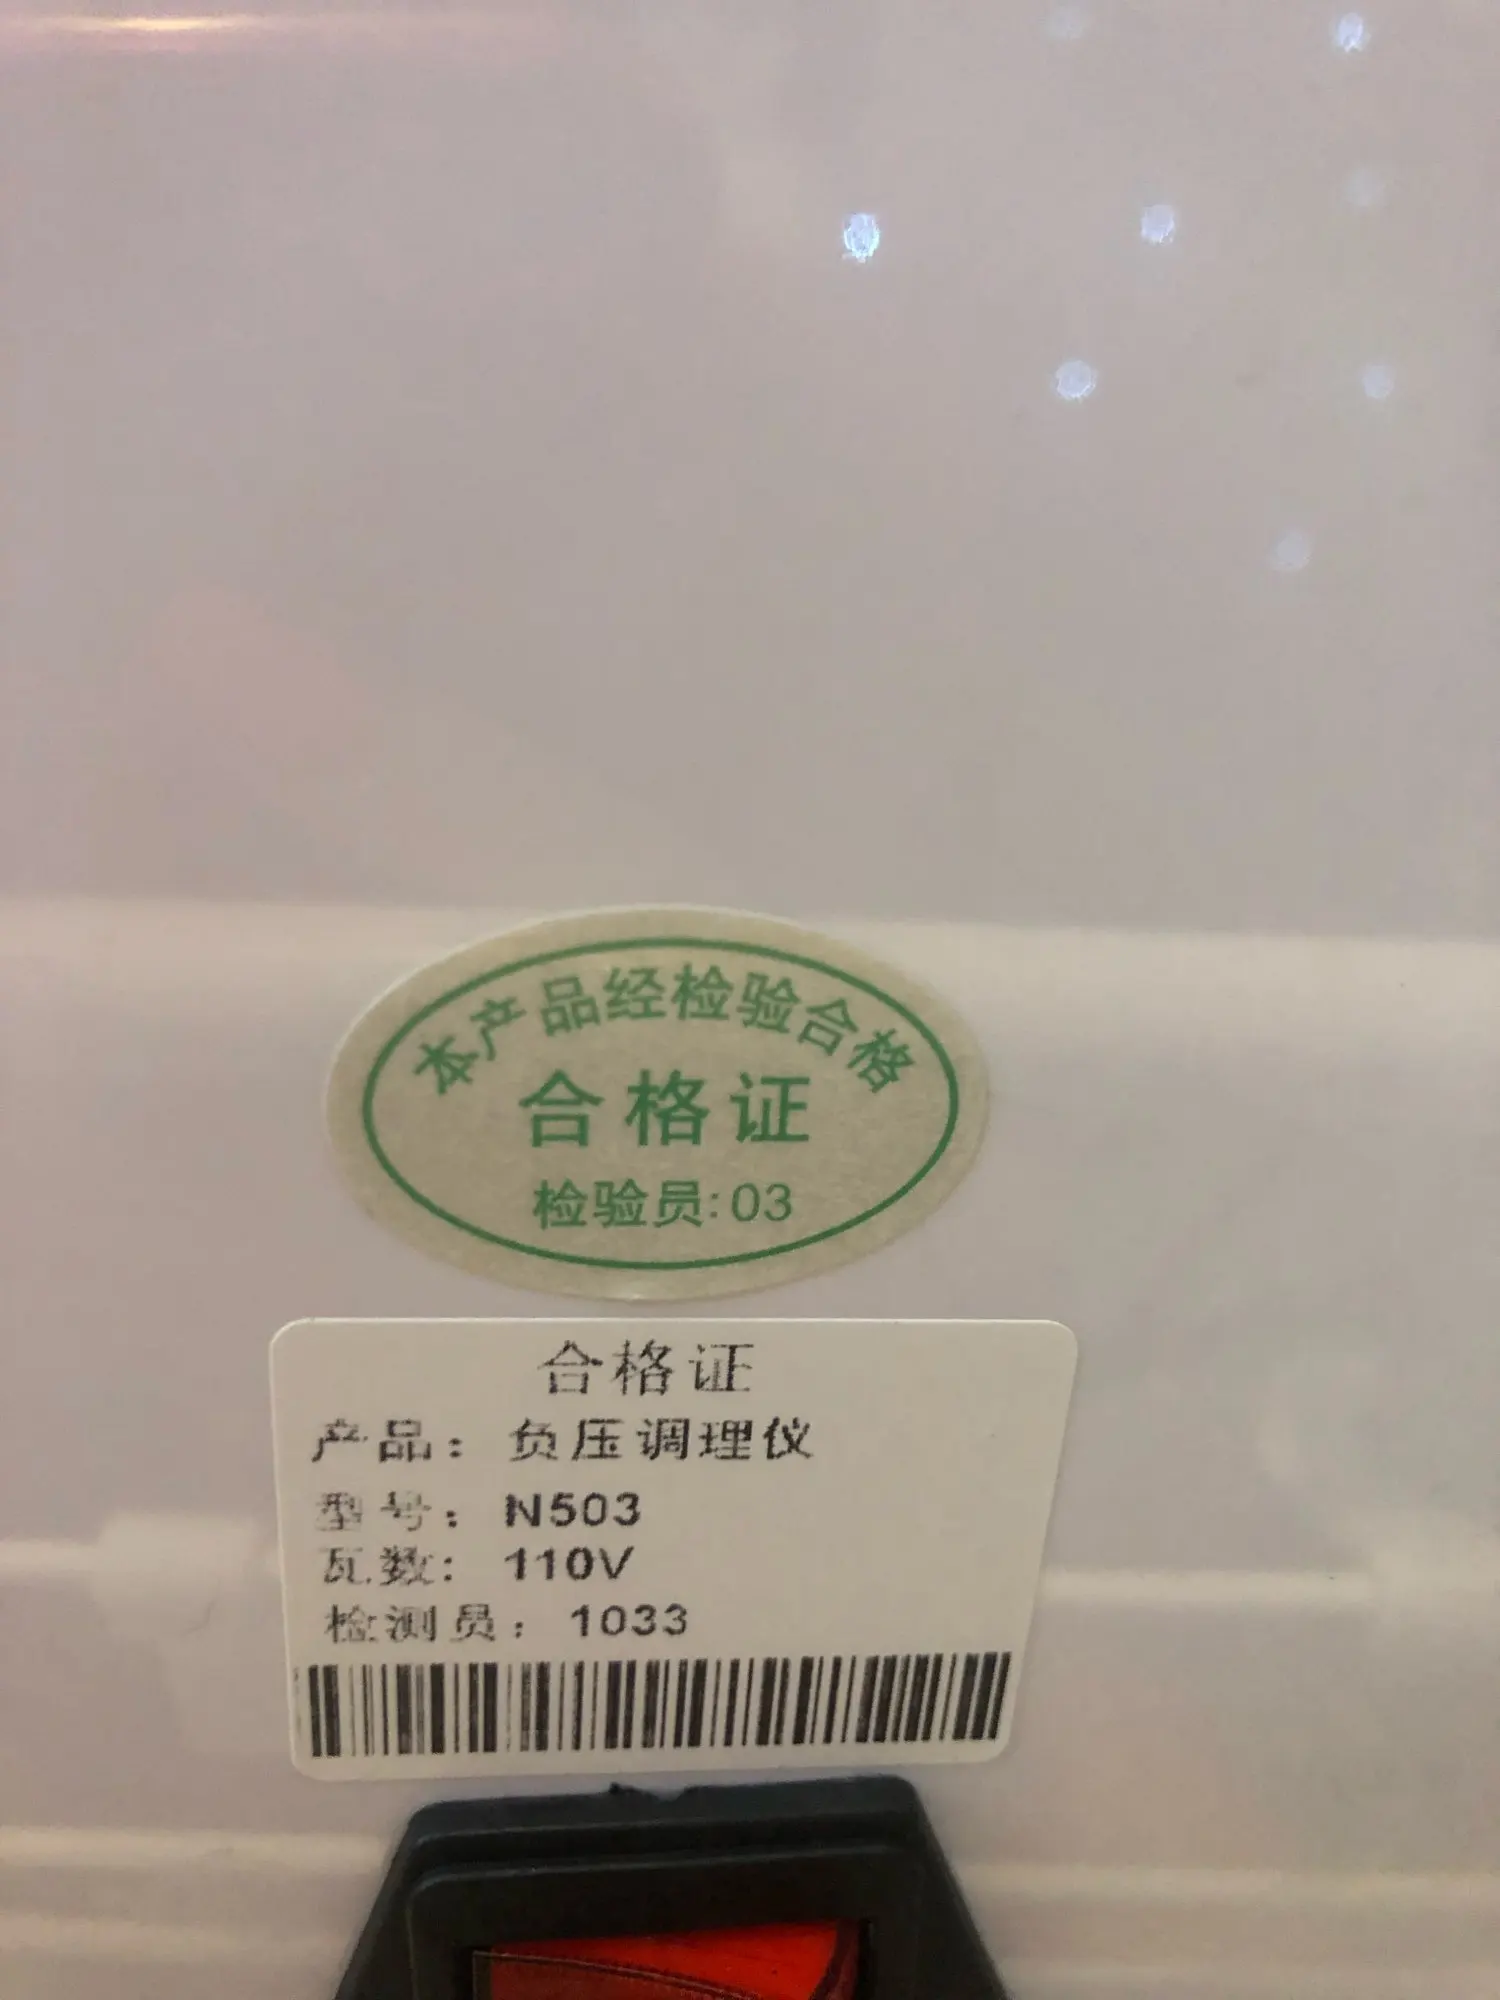 本产品经检验合格
合格证
检验员:03
合格证
产品：负压调理仪
型号：N503
瓦数：110V
检测员：1033